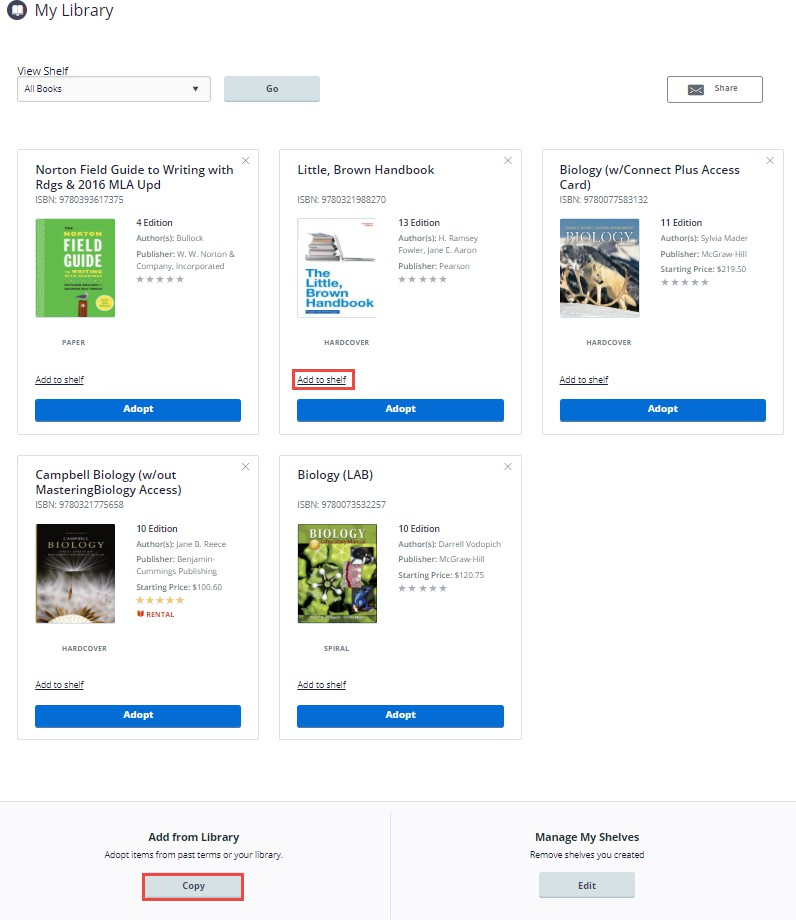 My Library
View Shelf
All Books
Go
Share
Norton Field Guide to Writing with
Rdgs & 2016 MLA Upd
ISBN: 9780393617375
THE
NORTON
FIELD
GUIDE
TO WRITING
4 Edition
Author(s): Bullock
Publisher: W. W. Norton &
Company, Incorporated
PAPER
Add to shelf
Adopt
Little, Brown Handbook
ISBN: 9780321988270
The
Little,
Brown
Handbook
13 Edition
Author(s): H. Ramsey
Fowler, Jane E. Aaron
Publisher: Pearson
HARDCOVER
Add to shelf
Adopt
Biology (w/Connect Plus Access
Card)
ISBN: 9780077583132
BIOLOGY
11 Edition
Author(s): Sylvia Mader
Publisher: McGraw-Hill
Starting Price: $219.50
HARDCOVER
Add to shelf
Adopt
Campbell Biology (w/out
MasteringBiology Access)
ISBN: 9780321775658
CAMPBELL
BIOLOGY
10 Edition
Author(s): Jane B. Reece
Publisher: Benjamin-
Cummings Publishing
Starting Price: $100.60
RENTAL
HARDCOVER
Add to shelf
Adopt
Biology (LAB)
ISBN: 9780073532257
BIOLOGY
Laboratory Manual
10 Edition
Author(s): Darrell Vodopich
Publisher: McGraw-Hill
Starting Price: $120.75
SPIRAL
Add to shelf
Adopt
Add from Library
Adopt items from past terms or your library.
Copy
Manage My Shelves
Remove shelves you created
Edit